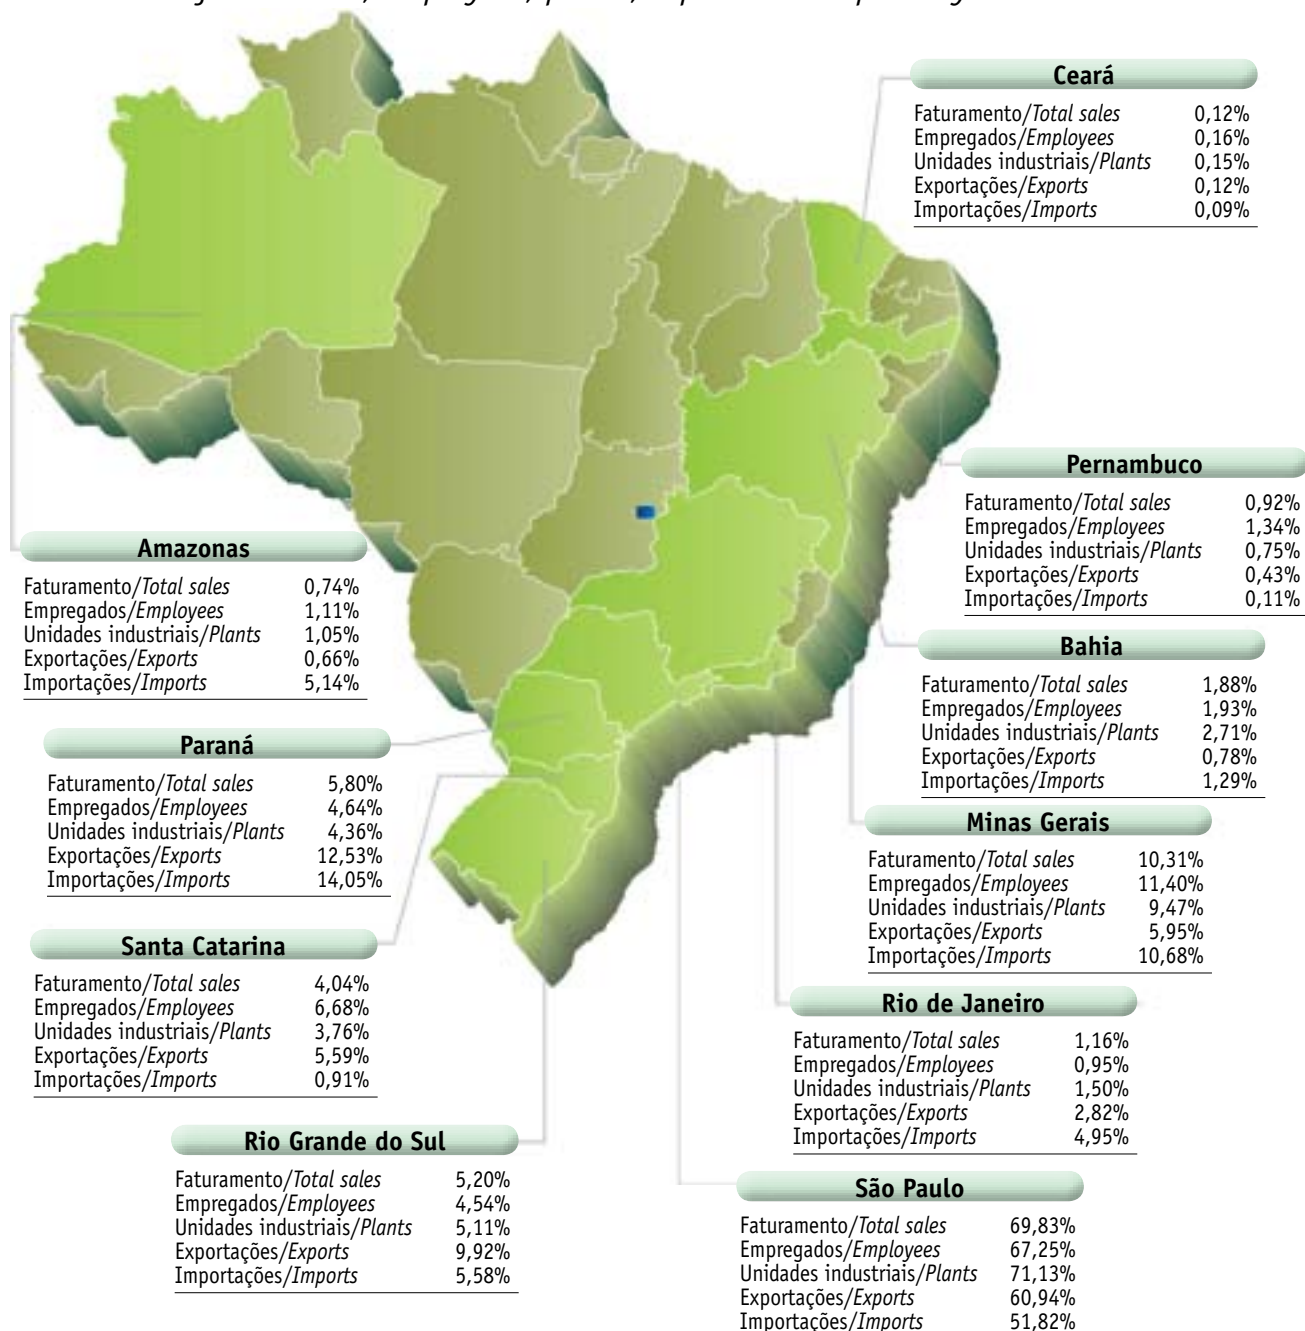 Ceará
Faturamento/Total sales 0,12%
Empregados/Employees 0,16%
Unidades industriais/Plants 0,15%
Exportações/Exports 0,12%
Importações/Imports 0,09%
Pernambuco
Faturamento/Total sales 0,92%
Empregados/Employees 1,34%
Unidades industriais/Plants 0,75%
Exportações/Exports 0,43%
Importações/Imports 0,11%
Amazonas
Faturamento/Total sales 0,74%
Empregados/Employees 1,11%
Unidades industriais/Plants 1,05%
Exportações/Exports 0,66%
Importações/Imports 5,14%
Bahia
Faturamento/Total sales 1,88%
Empregados/Employees 1,93%
Unidades industriais/Plants 2,71%
Exportações/Exports 0,78%
Importações/Imports 1,29%
Paraná
Faturamento/Total sales 5,80%
Empregados/Employees 4,64%
Unidades industriais/Plants 4,36%
Exportações/Exports 12,53%
Importações/Imports 14,05%
Minas Gerais
Faturamento/Total sales 10,31%
Empregados/Employees 11,40%
Unidades industriais/Plants 9,47%
Exportações/Exports 5,95%
Importações/Imports 10,68%
Santa Catarina
Faturamento/Total sales 4,04%
Empregados/Employees 6,68%
Unidades industriais/Plants 3,76%
Exportações/Exports 5,59%
Importações/Imports 0,91%
Rio de Janeiro
Faturamento/Total sales 1,16%
Empregados/Employees 0,95%
Unidades industriais/Plants 1,50%
Exportações/Exports 2,82%
Importações/Imports 4,95%
Rio Grande do Sul
Faturamento/Total sales 5,20%
Empregados/Employees 4,54%
Unidades industriais/Plants 5,11%
Exportações/Exports 9,92%
Importações/Imports 5,58%
São Paulo
Faturamento/Total sales 69,83%
Empregados/Employees 67,25%
Unidades industriais/Plants 71,13%
Exportações/Exports 60,94%
Importações/Imports 51,82%